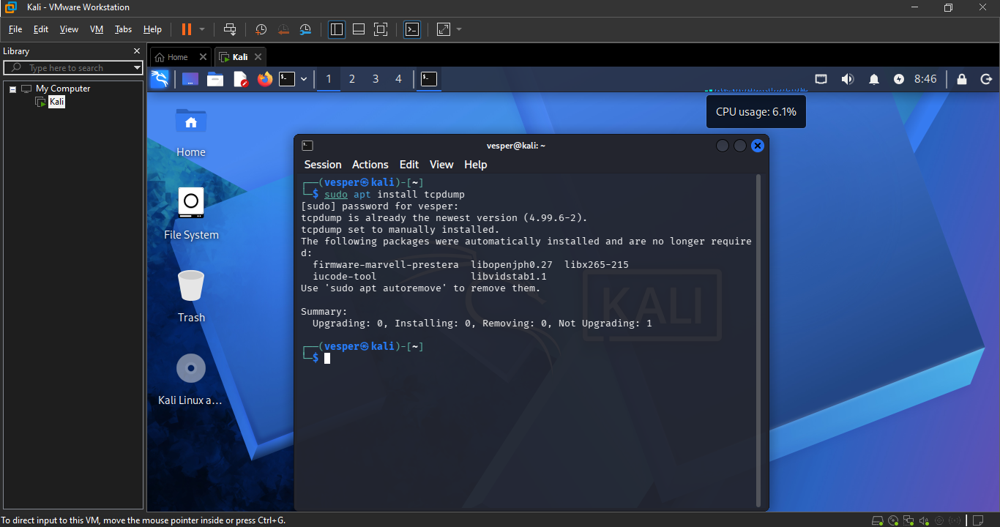 Kali - VMware Workstation
File Edit View VM Tabs Help
Library
Type here to search
My Computer
Kali
Home
Kali
1 2 3 4
8:46
CPU usage: 6.1%
Home
File System
Trash
Kali Linux a...
vesper@kali: ~
Session Actions Edit View Help
┌──(vesper㉿kali)-[~]
└─$ sudo apt install tcpdump
[sudo] password for vesper:
tcpdump is already the newest version (4.99.6-2).
tcpdump set to manually installed.
The following packages were automatically installed and are no longer require
d:
firmware-marvell-prestera libopenjph0.27 libx265-215
iucode-tool libvidstab1.1
Use 'sudo apt autoremove' to remove them.
Summary:
Upgrading: 0, Installing: 0, Removing: 0, Not Upgrading: 1
┌──(vesper㉿kali)-[~]
└─$
KALI
To direct input to this VM, move the mouse pointer inside or press Ctrl+G.